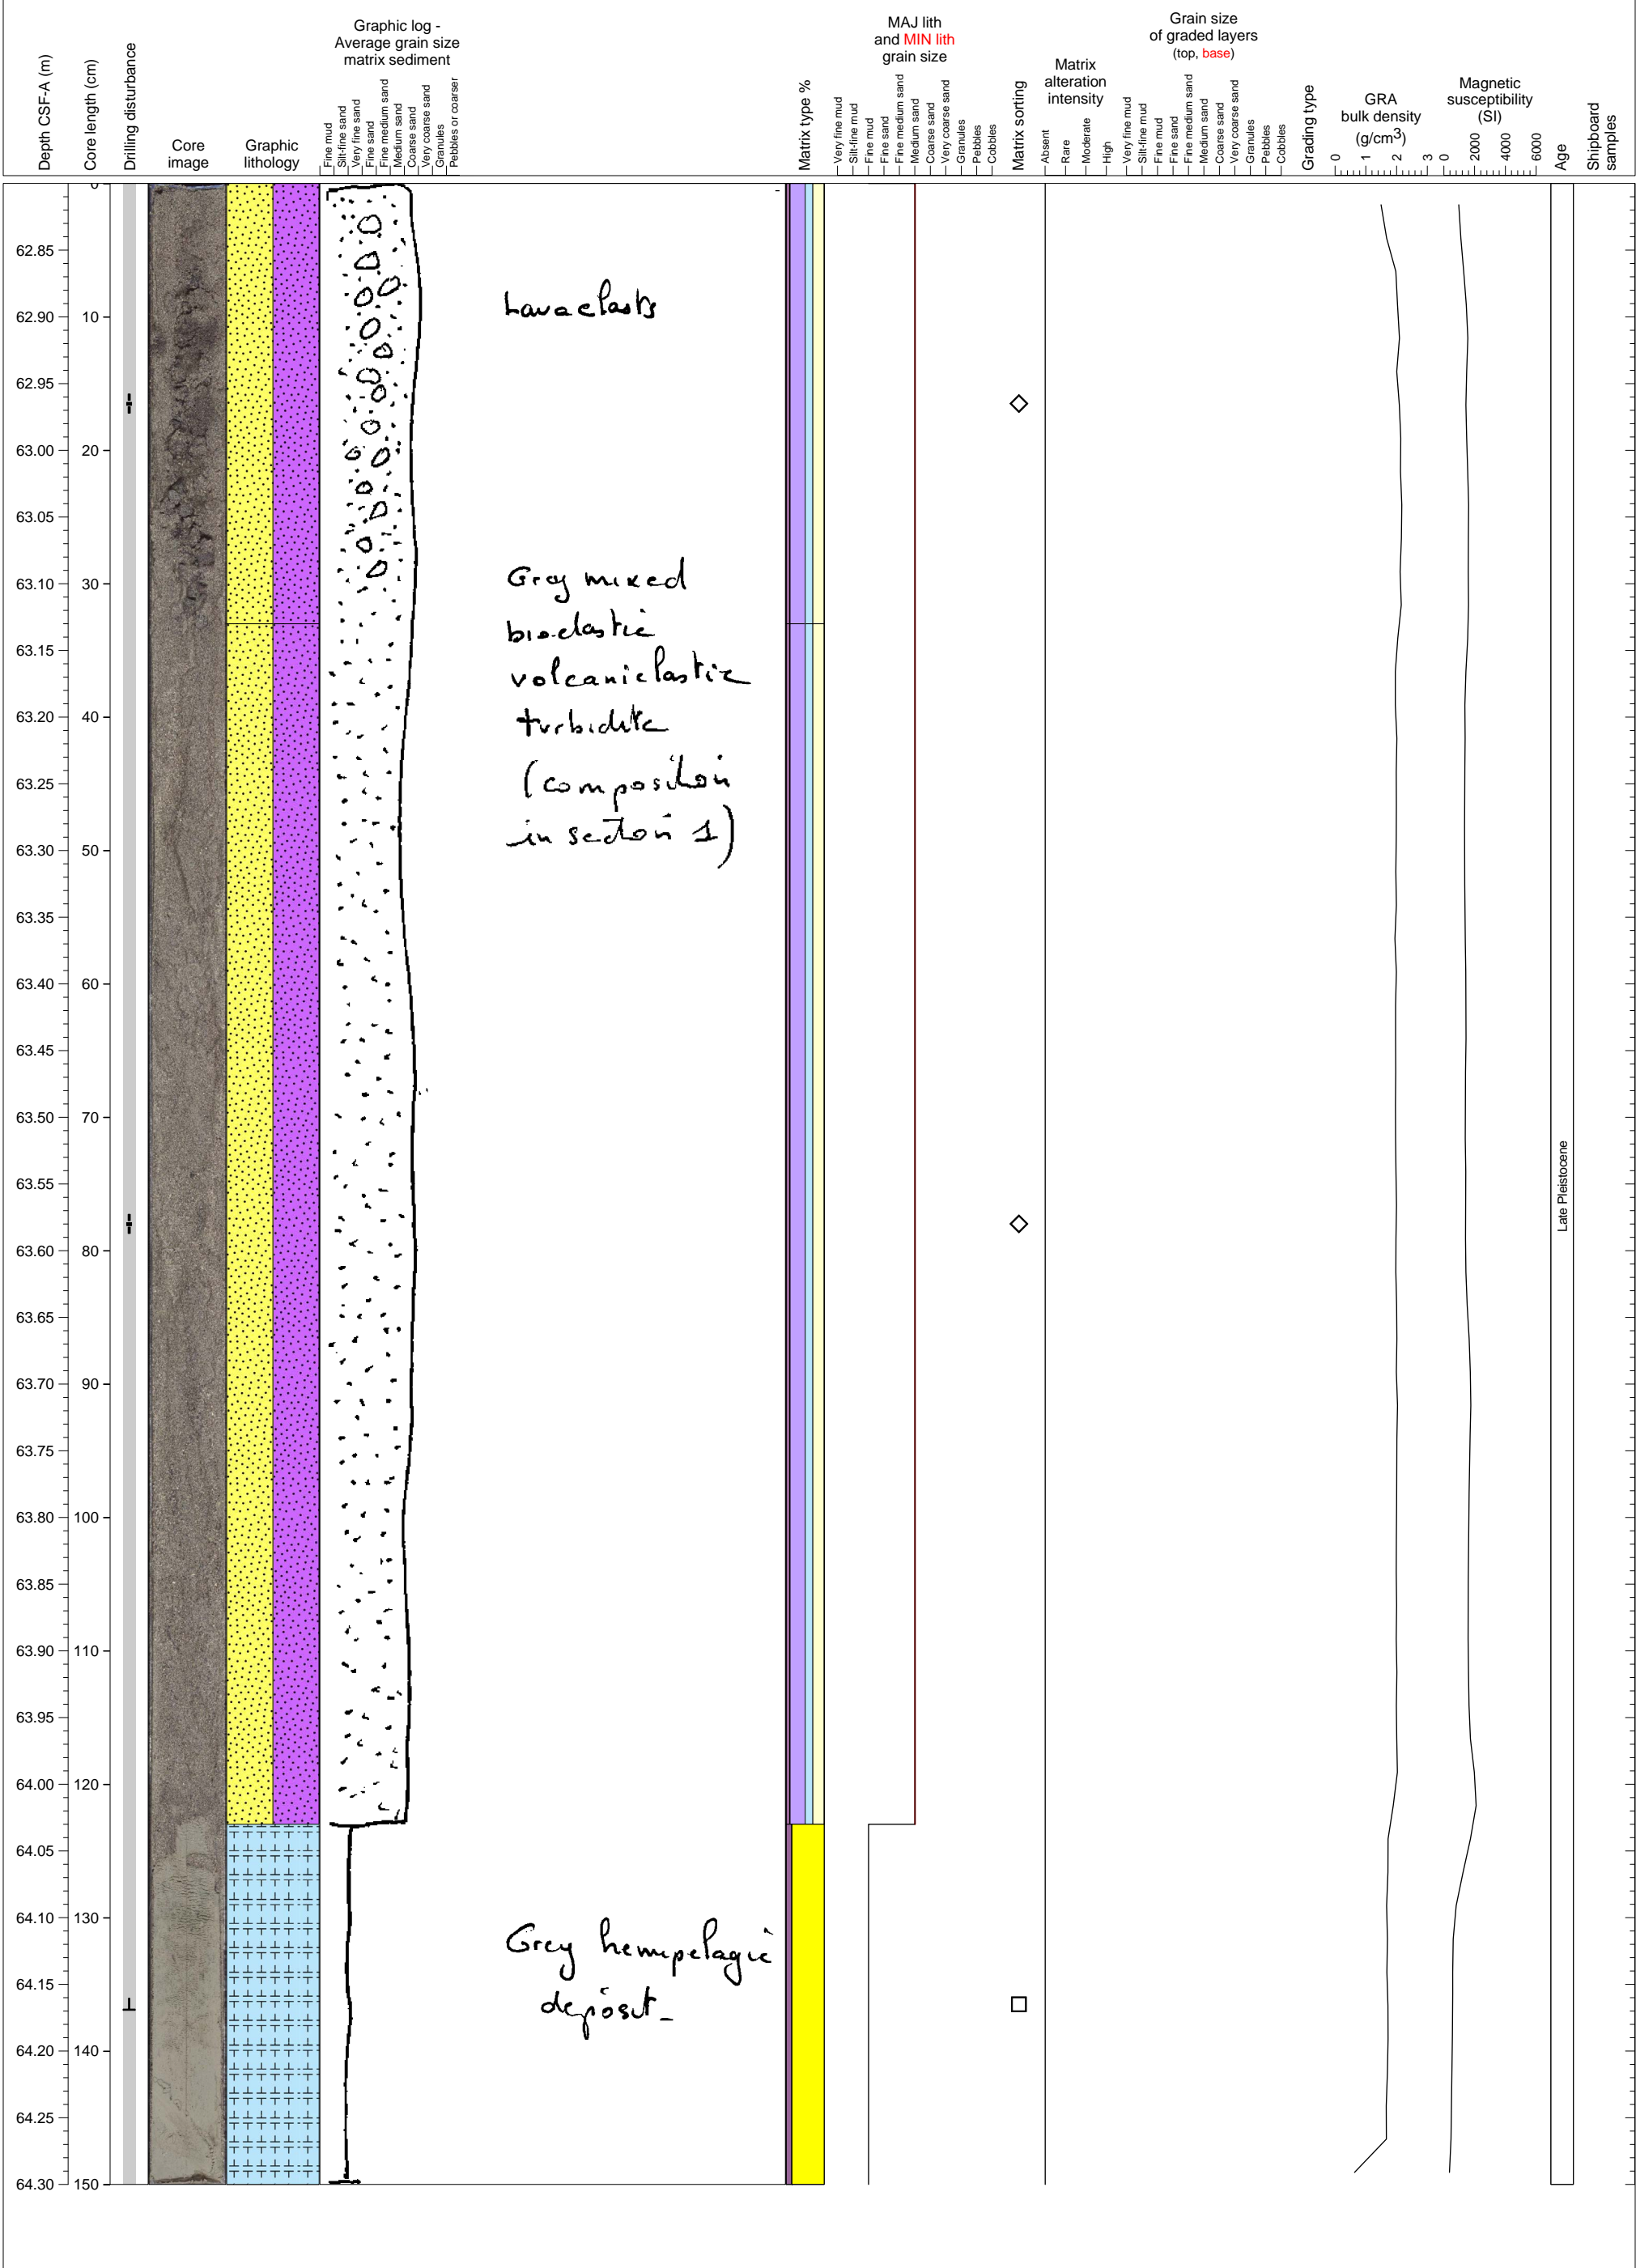 Depth CSF-A (m)
Core length (cm)
Drilling disturbance
Core
image
Graphic
lithology
Graphic log -
Average grain size
matrix sediment
Fine mud
Silt-fine sand
Very fine sand
Fine sand
Fine medium sand
Medium sand
Coarse sand
Very coarse sand
Granules
Pebbles or coarser
Matrix type %
MAJ lith
and MIN lith
grain size
Very fine mud
Silt-fine mud
Fine mud
Fine sand
Fine medium sand
Medium sand
Coarse sand
Very coarse sand
Granules
Pebbles
Cobbles
Matrix sorting
Matrix
alteration
intensity
Absent
Rare
Moderate
High
Grain size
of graded layers
(top, base)
Very fine mud
Silt-fine mud
Fine mud
Fine sand
Fine medium sand
Medium sand
Coarse sand
Very coarse sand
Granules
Pebbles
Cobbles
Grading type
GRA
bulk density
(g/cm3)
0 1 2 3
Magnetic
susceptibility
(SI)
0 2000 4000 6000
Age
Shipboard
samples
0
62.85
62.90 10
62.95
63.00 20
63.05
63.10 30
63.15
63.20 40
63.25
63.30 50
63.35
63.40 60
63.45
63.50 70
63.55
63.60 80
63.65
63.70 90
63.75
63.80 100
63.85
63.90 110
63.95
64.00 120
64.05
64.10 130
64.15
64.20 140
64.25
64.30 150
Lavaclasts
Grey mixed
bioclastic
volcaniclastic
turbidite
(composition
in section 1)
Grey hemipelagic
deposit_
Late Pleistocene